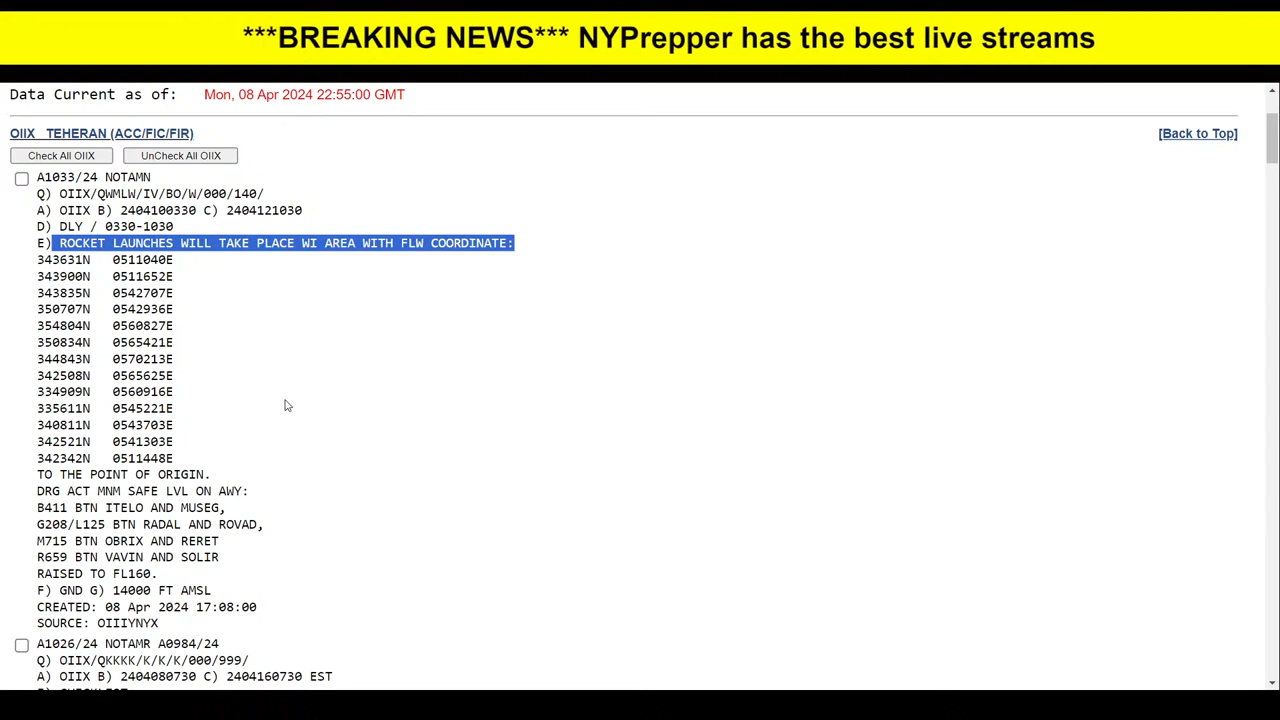 ***BREAKING NEWS*** NYPrepper has the best live streams
Data Current as of: Mon, 08 Apr 2024 22:55:00 GMT
OIIX TEHERAN (ACC/FIC/FIR) [Back to Top]
Check All OIIX UnCheck All OIIX
A1033/24 NOTAMN
Q) OIIX/QWMLW/IV/BO/W/000/140/
A) OIIX B) 2404100330 C) 2404121030
D) DLY / 0330-1030
E) ROCKET LAUNCHES WILL TAKE PLACE WI AREA WITH FLW COORDINATE:
343631N 0511040E
343900N 0511652E
343835N 0542707E
350707N 0542936E
354804N 0560827E
350834N 0565421E
344843N 0570213E
342508N 0565625E
334909N 0560916E
335611N 0545221E
340811N 0543703E
342521N 0541303E
342342N 0511448E
TO THE POINT OF ORIGIN.
DRG ACT MNM SAFE LVL ON AWY:
B411 BTN ITELO AND MUSEG,
G208/L125 BTN RADAL AND ROVAD,
M715 BTN OBRIX AND RERET
R659 BTN VAVIN AND SOLIR
RAISED TO FL160.
F) GND G) 14000 FT AMSL
CREATED: 08 Apr 2024 17:08:00
SOURCE: OIIIYNYX
A1026/24 NOTAMR A0984/24
Q) OIIX/QKKKK/K/K/K/000/999/
A) OIIX B) 2404080730 C) 2404160730 EST